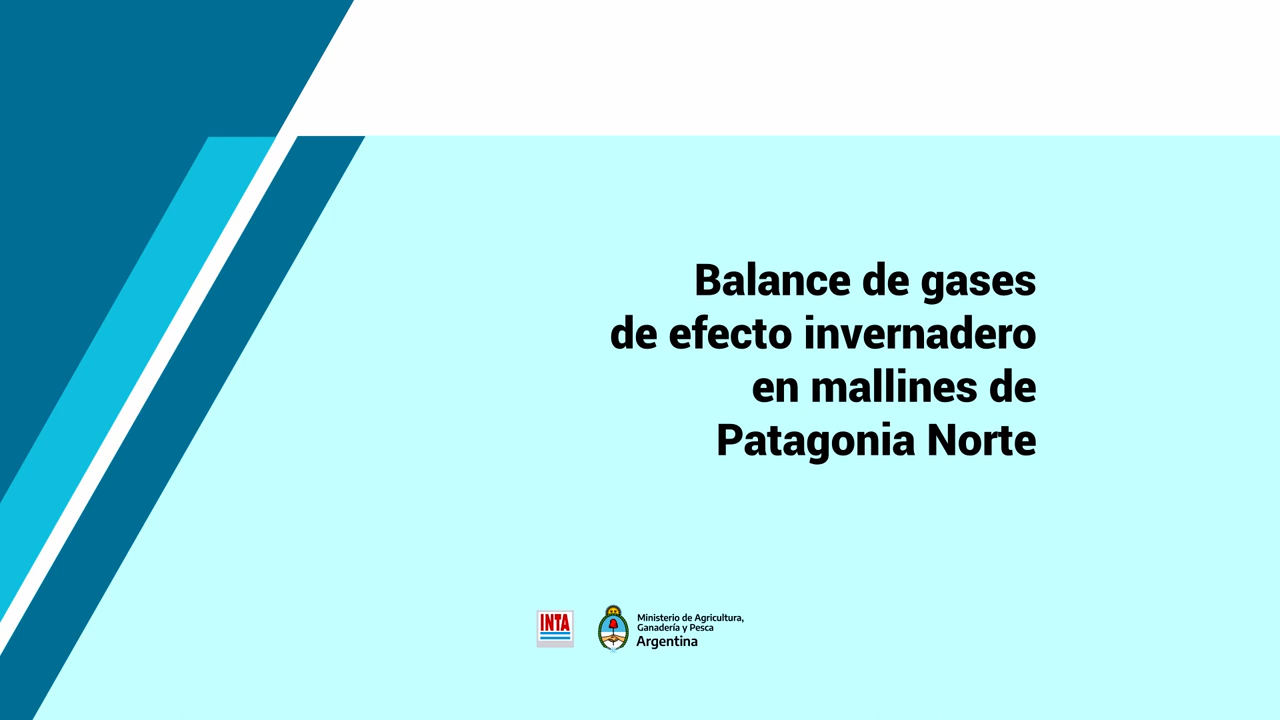 Balance de gases
de efecto invernadero
en mallines de
Patagonia Norte
INTA
Ministerio de Agricultura,
Ganadería y Pesca
Argentina